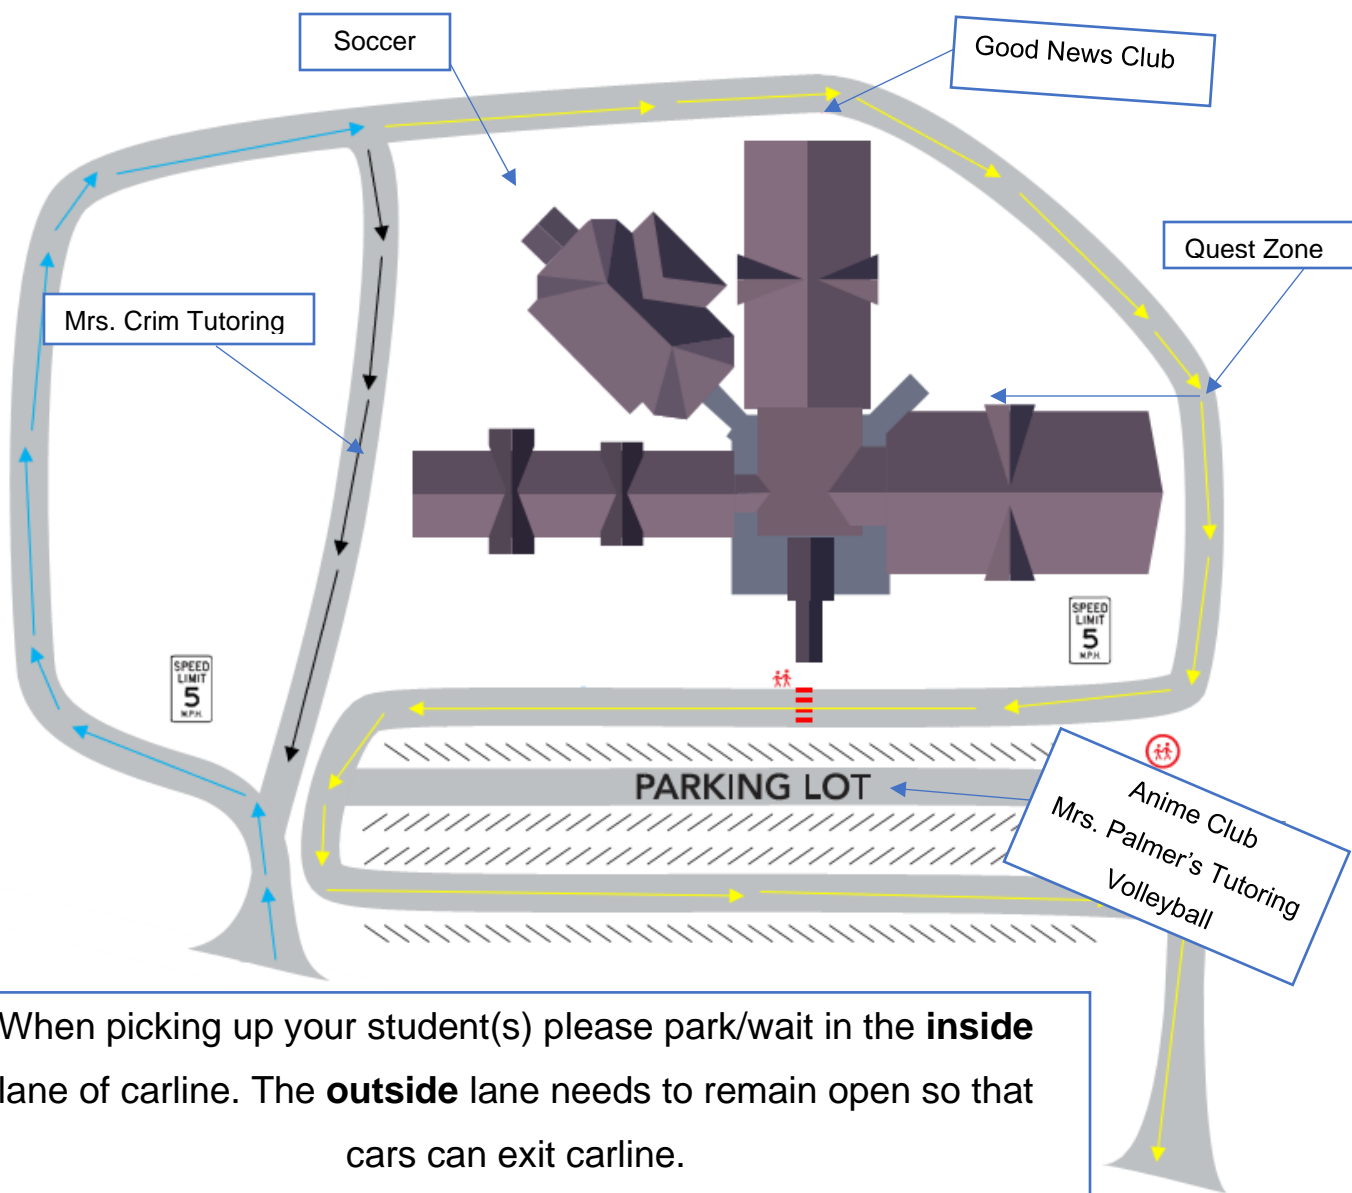 Soccer
Good News Club
Quest Zone
Mrs. Crim Tutoring
SPEED
LIMIT
5
M.P.H.
SPEED
LIMIT
5
M.P.H.
PARKING LOT
Anime Club
Mrs. Palmer's Tutoring
Volleyball
When picking up your student(s) please park/wait in the inside
lane of carline. The outside lane needs to remain open so that
cars can exit carline.